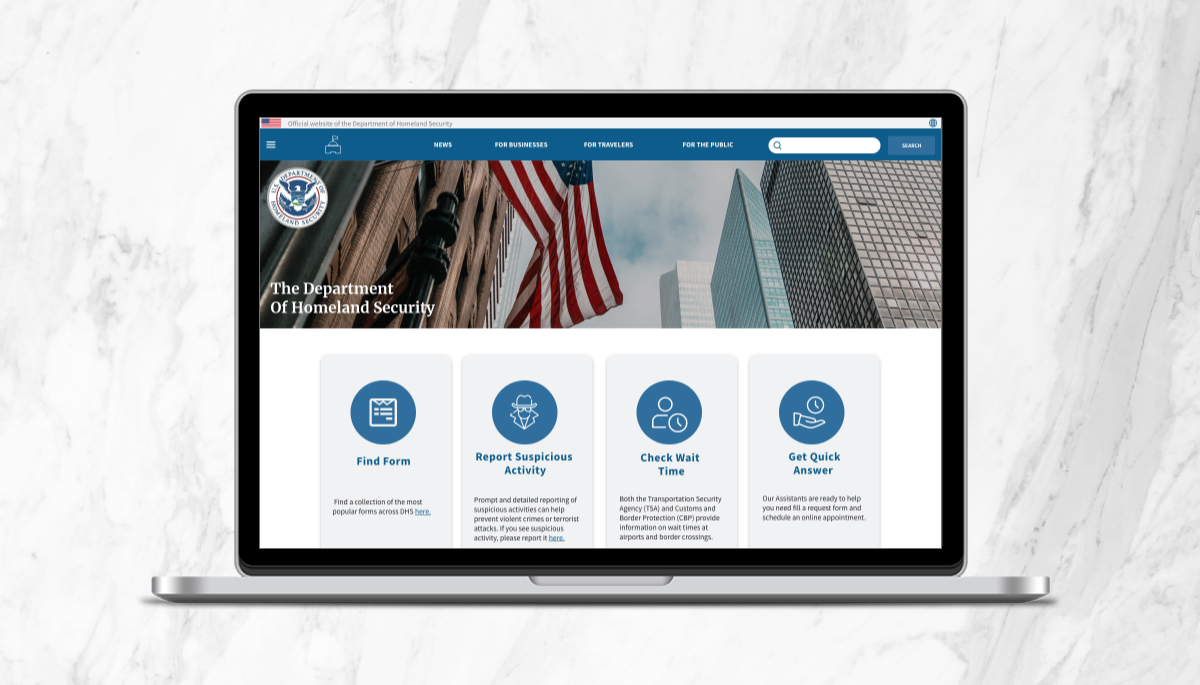 Official website of the Department of Homeland Security
NEWS
FOR BUSINESSES
FOR TRAVELERS
FOR THE PUBLIC
SEARCH
U.S. DEPARTMENT OF
HOMELAND SECURITY
The Department
Of Homeland Security
Find Form
Find a collection of the most
popular forms across DHS here.
Report Suspicious
Activity
Prompt and detailed reporting of
suspicious activities can help
prevent violent crimes or terrorist
attacks. If you see suspicious
activity, please report it here.
Check Wait
Time
Both the Transportation Security
Agency (TSA) and Customs and
Border Protection (CBP) provide
information on wait times at
airports and border crossings.
Get Quick
Answer
Our Assistants are ready to help
you need fill a request form and
schedule an online appointment.